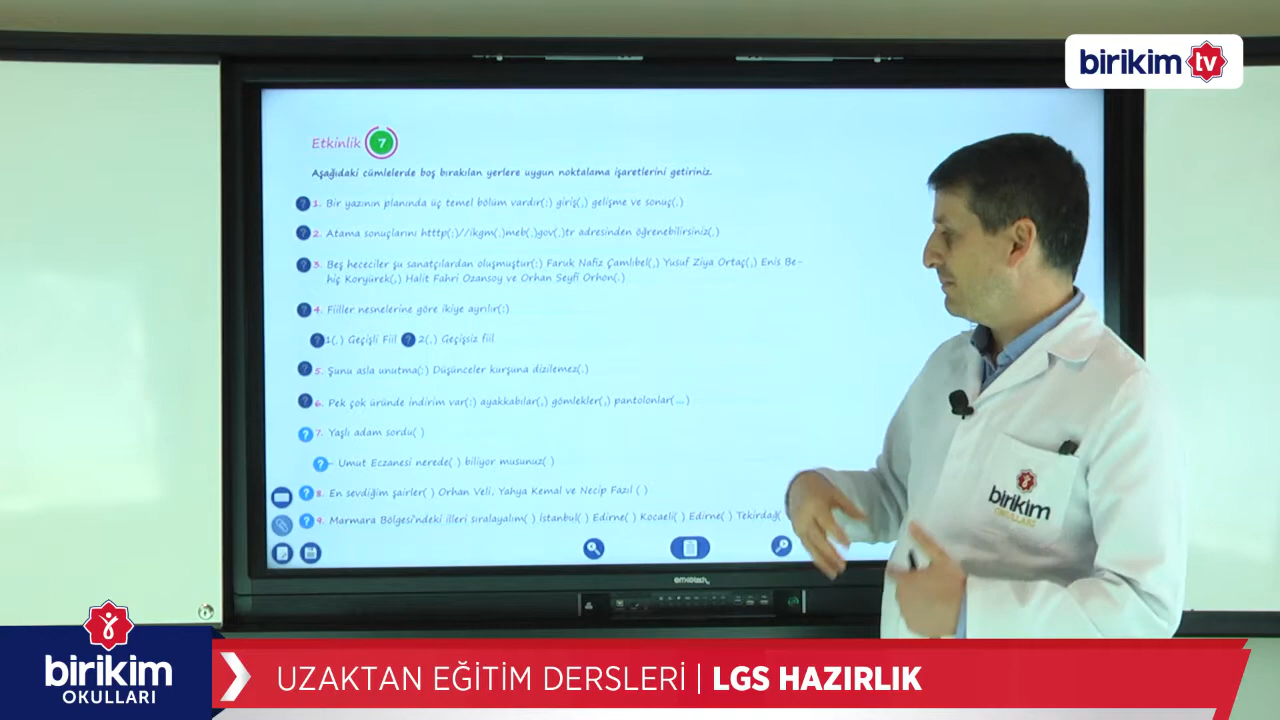 birikim tv
Etkinlik 7
Aşağıdaki cümlelerde boş bırakılan yerlere uygun noktalama işaretlerini getiriniz.
? 1. Bir yazının planında üç temel bölüm vardır(:) giriş(,) gelişme ve sonuç(.)
? 2. Atama sonuçlarını htttp(:)//ikgm(.)meb(.)gov(.)tr adresinden öğrenebilirsiniz(.)
? 3. Beş hececiler şu sanatçılardan oluşmuştur(:) Faruk Nafiz Çamlıbel(,) Yusuf Ziya Ortaç(,) Enis Be-
hiç Koryürek(,) Halit Fahri Ozansoy ve Orhan Seyfi Orhon(.)
? 4. Fiiller nesnelerine göre ikiye ayrılır(:)
? 1(.) Geçişli Fiil ? 2(.) Geçişsiz fiil
? 5. Şunu asla unutma(:) Düşünceler kurşuna dizilemez(.)
? 6. Pek çok üründe indirim var(:) ayakkabılar(,) gömlekler(,) pantolonlar(...)
? 7. Yaşlı adam sordu( )
? – Umut Eczanesi nerede( ) biliyor musunuz( )
? 8. En sevdiğim şairler( ) Orhan Veli, Yahya Kemal ve Necip Fazıl ( )
? 9. Marmara Bölgesi'ndeki illeri sıralayalım( ) İstanbul( ) Edirne( ) Kocaeli( ) Edirne( ) Tekirdağ(
birikim
OKULLARI
birikim
OKULLARI
UZAKTAN EĞİTİM DERSLERİ | LGS HAZIRLIK